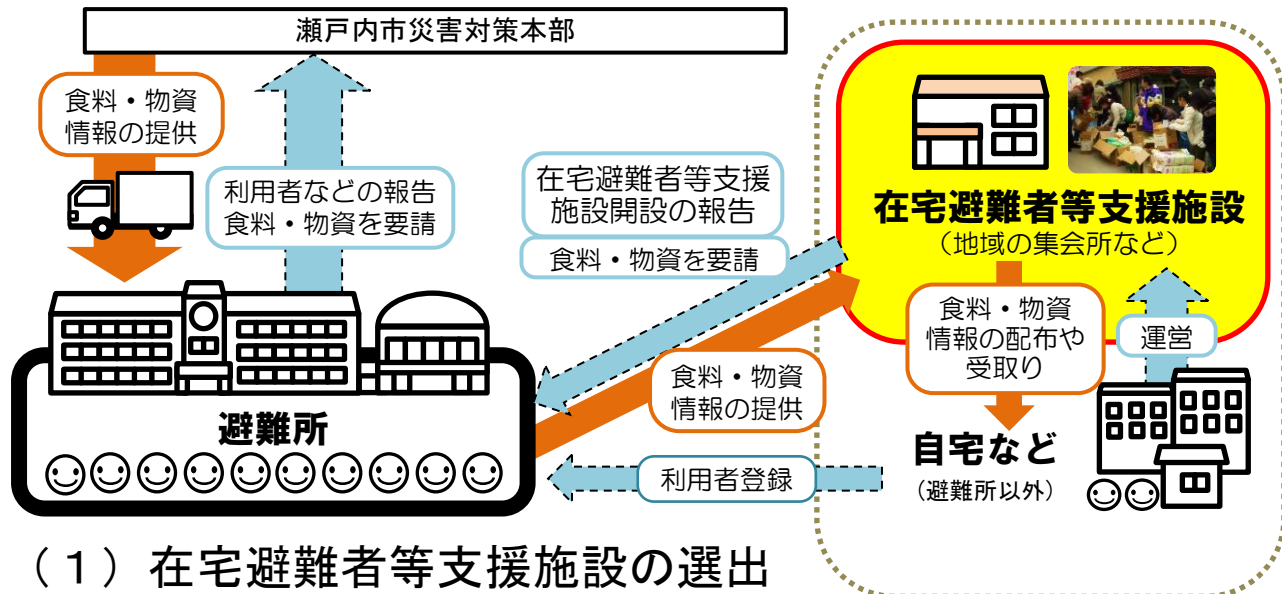 瀬戸内市災害対策本部
食料・物資
情報の提供
利用者などの報告
食料・物資を要請
在宅避難者等支援
施設開設の報告
食料・物資を要請
在宅避難者等支援施設
（地域の集会所など）
食料・物資
情報の配布や
受取り
運営
食料・物資
情報の提供
避難所
自宅など
（避難所以外）
利用者登録
（１）在宅避難者等支援施設の選出